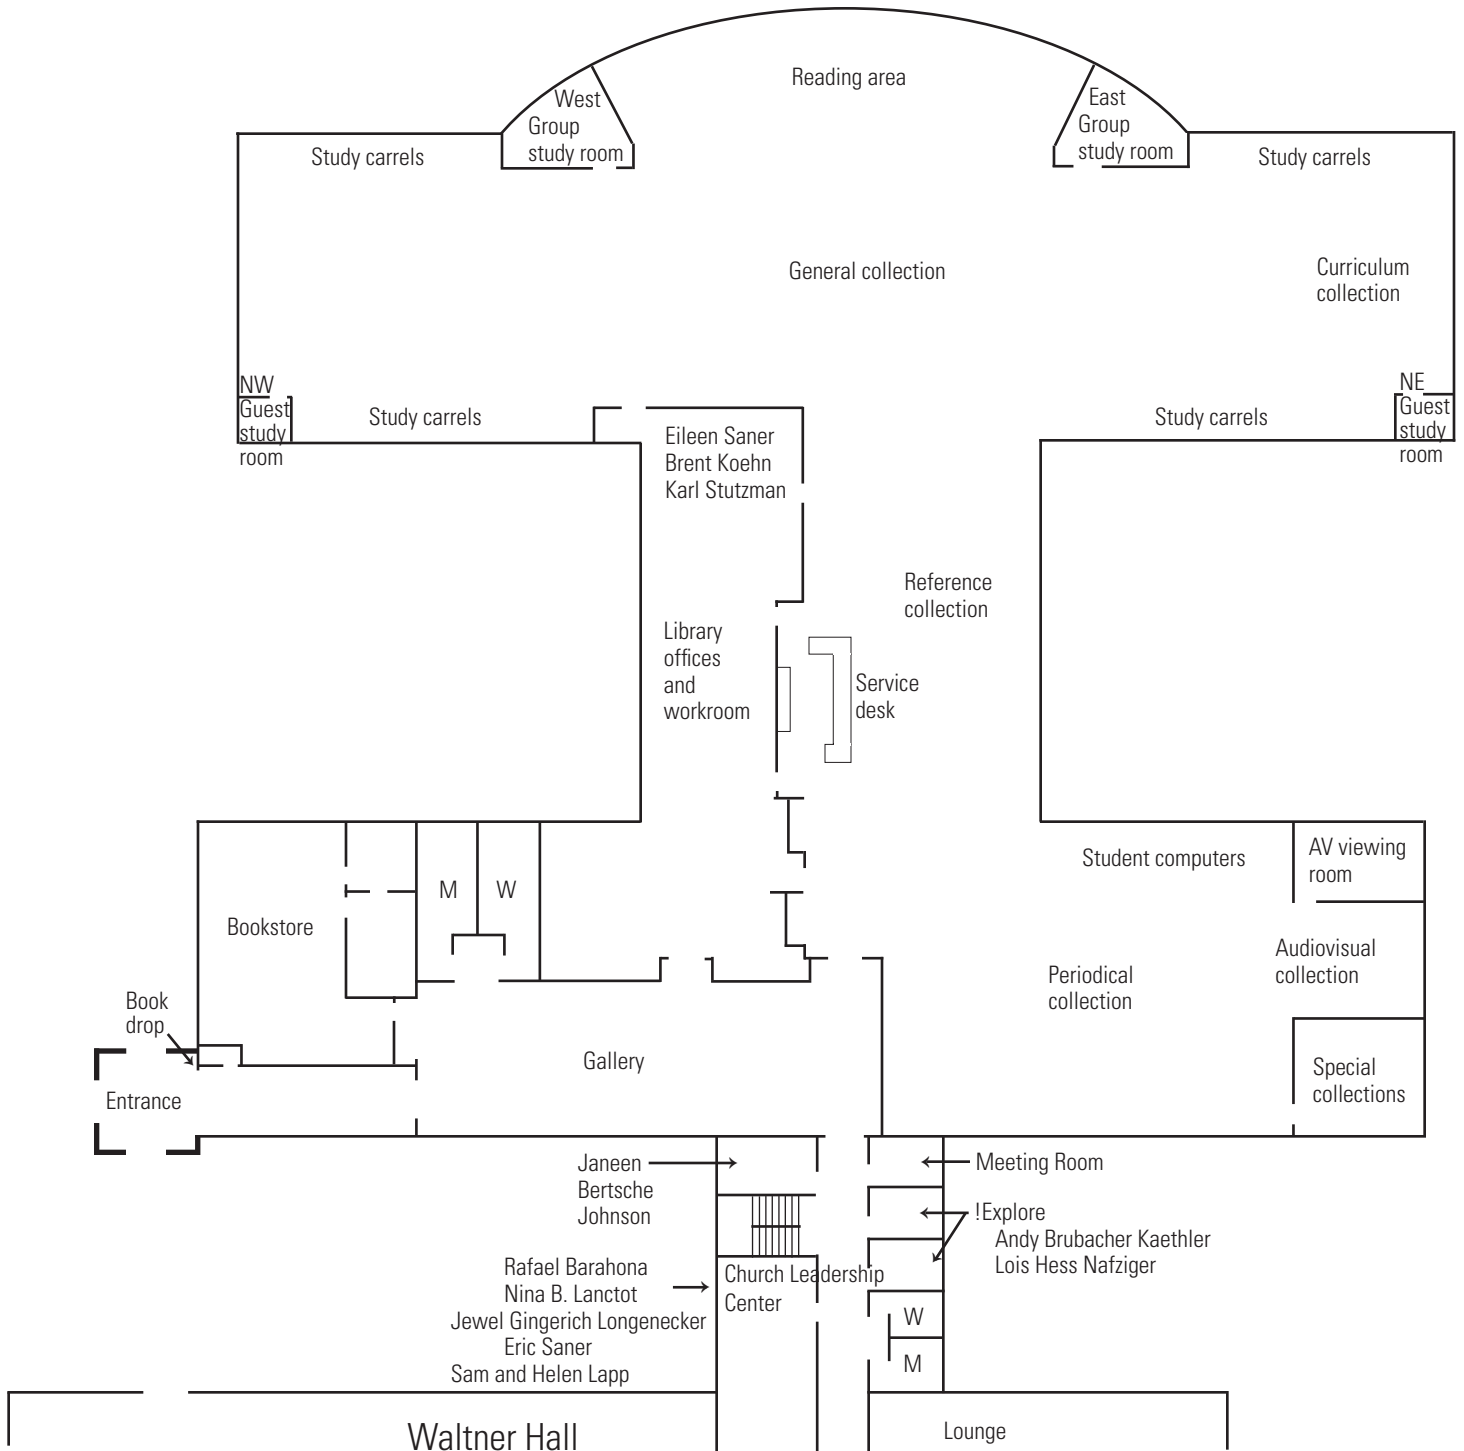 Reading area
West
Group
study room
East
Group
study room
Study carrels
Study carrels
General collection
Curriculum
collection
NW
Guest
study
room
Study carrels
Study carrels
NE
Guest
study
room
Eileen Saner
Brent Koehn
Karl Stutzman
Reference
collection
Library
offices
and
workroom
Service
desk
Student computers
AV viewing
room
M
W
Bookstore
Audiovisual
collection
Periodical
collection
Book
drop
Gallery
Entrance
Special
collections
Janeen
Bertsche
Johnson
Meeting Room
!Explore
Andy Brubacher Kaethler
Lois Hess Nafziger
Rafael Barahona
Nina B. Lanctot
Jewel Gingerich Longenecker
Eric Saner
Sam and Helen Lapp
Church Leadership
Center
W
M
Waltner Hall
Lounge